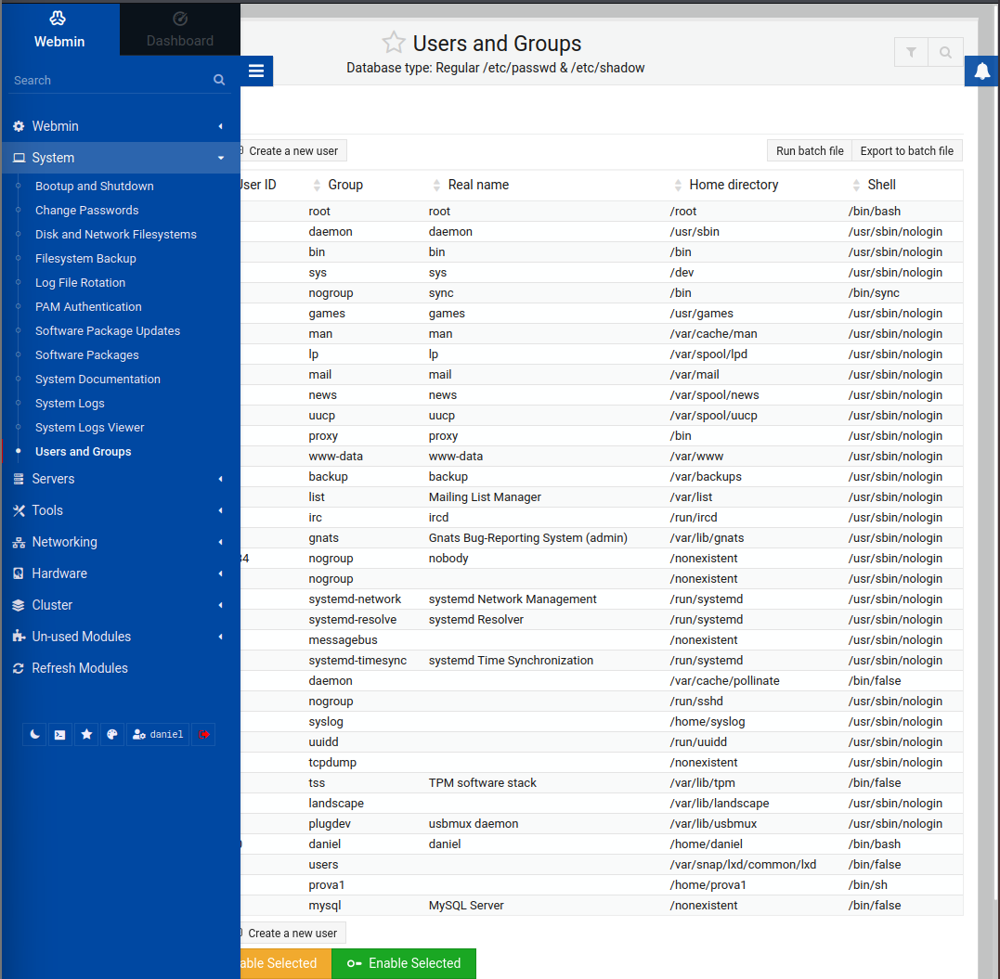 Webmin
Dashboard
Search
Webmin
System
Bootup and Shutdown
Change Passwords
Disk and Network Filesystems
Filesystem Backup
Log File Rotation
PAM Authentication
Software Package Updates
Software Packages
System Documentation
System Logs
System Logs Viewer
Users and Groups
Servers
Tools
Networking
Hardware
Cluster
Un-used Modules
Refresh Modules
daniel
Users and Groups
Database type: Regular /etc/passwd & /etc/shadow
Create a new user
Run batch file Export to batch file
ID Group Real name Home directory Shell
root root /root /bin/bash
daemon daemon /usr/sbin /usr/sbin/nologin
bin bin /bin /usr/sbin/nologin
sys sys /dev /usr/sbin/nologin
nogroup sync /bin /bin/sync
games games /usr/games /usr/sbin/nologin
man man /var/cache/man /usr/sbin/nologin
lp lp /var/spool/lpd /usr/sbin/nologin
mail mail /var/mail /usr/sbin/nologin
news news /var/spool/news /usr/sbin/nologin
uucp uucp /var/spool/uucp /usr/sbin/nologin
proxy proxy /bin /usr/sbin/nologin
www-data www-data /var/www /usr/sbin/nologin
backup backup /var/backups /usr/sbin/nologin
list Mailing List Manager /var/list /usr/sbin/nologin
irc ircd /run/ircd /usr/sbin/nologin
gnats Gnats Bug-Reporting System (admin) /var/lib/gnats /usr/sbin/nologin
nogroup nobody /nonexistent /usr/sbin/nologin
nogroup /nonexistent /usr/sbin/nologin
systemd-network systemd Network Management /run/systemd /usr/sbin/nologin
systemd-resolve systemd Resolver /run/systemd /usr/sbin/nologin
messagebus /nonexistent /usr/sbin/nologin
systemd-timesync systemd Time Synchronization /run/systemd /usr/sbin/nologin
daemon /var/cache/pollinate /bin/false
nogroup /run/sshd /usr/sbin/nologin
syslog /home/syslog /usr/sbin/nologin
uuidd /run/uuidd /usr/sbin/nologin
tcpdump /nonexistent /usr/sbin/nologin
tss TPM software stack /var/lib/tpm /bin/false
landscape /var/lib/landscape /usr/sbin/nologin
plugdev usbmux daemon /var/lib/usbmux /usr/sbin/nologin
daniel daniel /home/daniel /bin/bash
users /var/snap/lxd/common/lxd /bin/false
prova1 /home/prova1 /bin/sh
mysql MySQL Server /nonexistent /bin/false
Create a new user
Selected Enable Selected